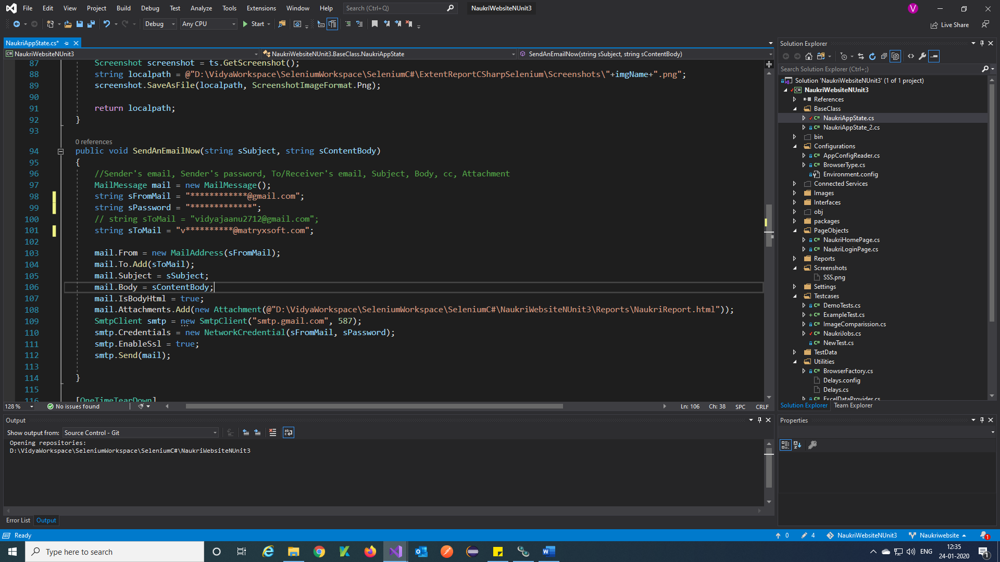 File Edit View Project Build Debug Test Analyze Tools Extensions Window Help Search (Ctrl+Q) NaukriWebsiteNUnit3 V
Debug Any CPU Start Live Share
NaukriAppState.cs*
NaukriWebsiteNUnit3 NaukriWebsiteNUnit3.BaseClass.NaukriAppState SendAnEmailNow(string sSubject, string sContentBody)
87 Screenshot screenshot = ts.GetScreenshot();
88 string localpath = @"D:\VidyaWorkspace\SeleniumWorkspace\SeleniumC#\ExtentReportCSharpSelenium\Screenshots\"+imgName+".png";
89 screenshot.SaveAsFile(localpath, ScreenshotImageFormat.Png);
90
91 return localpath;
92 }
93
0 references
94 public void SendAnEmailNow(string sSubject, string sContentBody)
95 {
96 //Sender's email, Sender's password, To/Receiver's email, Subject, Body, cc, Attachment
97 MailMessage mail = new MailMessage();
98 string sFromMail = "************@gmail.com";
99 string sPassword = "*************";
100 // string sToMail = "vidyajaanu2712@gmail.com";
101 string sToMail = "v**********@matryxsoft.com";
102
103 mail.From = new MailAddress(sFromMail);
104 mail.To.Add(sToMail);
105 mail.Subject = sSubject;
106 mail.Body = sContentBody;
107 mail.IsBodyHtml = true;
108 mail.Attachments.Add(new Attachment(@"D:\VidyaWorkspace\SeleniumWorkspace\SeleniumC#\NaukriWebsiteNUnit3\Reports\NaukriReport.html"));
109 SmtpClient smtp = new SmtpClient("smtp.gmail.com", 587);
110 smtp.Credentials = new NetworkCredential(sFromMail, sPassword);
111 smtp.EnableSsl = true;
112 smtp.Send(mail);
113
114 }
115
116 [OneTimeTearDown]
128 % No issues found Ln: 106 Ch: 38 SPC CRLF
Solution Explorer
Search Solution Explorer (Ctrl+;)
Solution 'NaukriWebsiteNUnit3' (1 of 1 project)
NaukriWebsiteNUnit3
References
BaseClass
NaukriAppState.cs
NaukriAppState_2.cs
bin
Configurations
AppConfigReader.cs
BrowserType.cs
Environment.config
Connected Services
Images
Interfaces
obj
packages
PageObjects
NaukriHomePage.cs
NaukriLoginPage.cs
Reports
Screenshots
SSS.png
Settings
Testcases
DemoTests.cs
ExampleTest.cs
ImageComparission.cs
NaukriJobs.cs
NewTest.cs
TestData
Utilities
BrowserFactory.cs
Delays.config
Delays.cs
ExcelDataProvider.cs
Solution Explorer Team Explorer
Output
Show output from: Source Control - Git
Opening repositories:
D:\VidyaWorkspace\SeleniumWorkspace\SeleniumC#\NaukriWebsiteNUnit3
Properties
Error List Output
Ready 0 4 NaukriWebsiteNUnit3 Naukriwebsite 1
Type here to search
ENG 12:35
24-01-2020 1